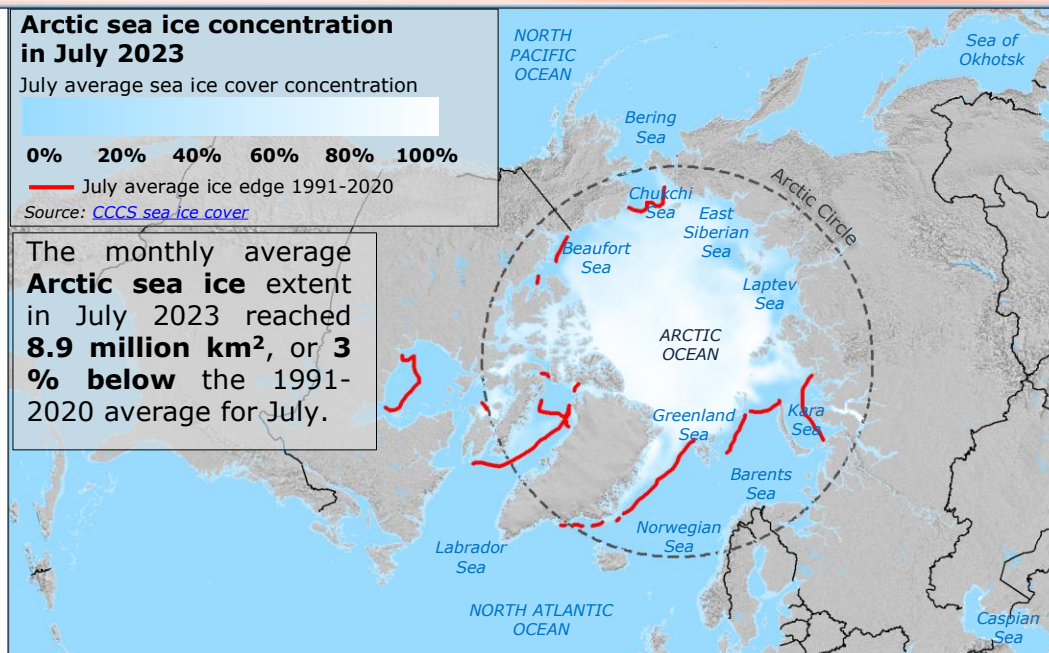 Arctic sea ice concentration
in July 2023
July average sea ice cover concentration
0% 20% 40% 60% 80% 100%
July average ice edge 1991-2020
Source: CCCS sea ice cover
The monthly average
Arctic sea ice extent
in July 2023 reached
8.9 million km², or 3
% below the 1991-
2020 average for July.
NORTH
PACIFIC
OCEAN
Sea of
Okhotsk
Bering
Sea
Arctic Circle
Chukchi
Sea
East
Siberian
Sea
Beaufort
Sea
Laptev
Sea
ARCTIC
OCEAN
Greenland
Sea
Kara
Sea
Barents
Sea
Norwegian
Sea
Labrador
Sea
NORTH ATLANTIC
OCEAN
Caspian
Sea